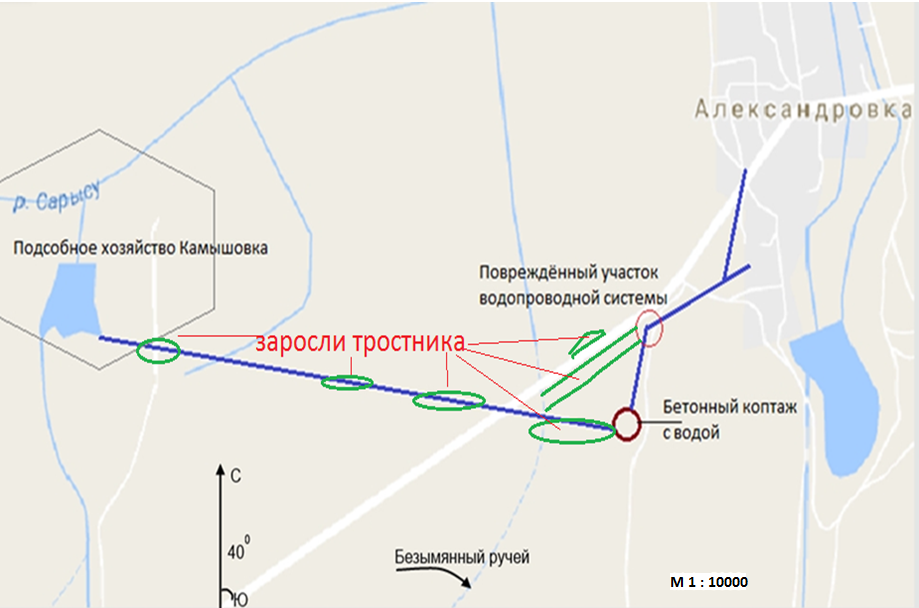 Александровка
р. Сарысу
Подсобное хозяйство Камышовка
Повреждённый участок
водопроводной системы
заросли тростника
Бетонный коптаж
с водой
С
40⁰
Ю
Безымянный ручей
М 1 : 10000